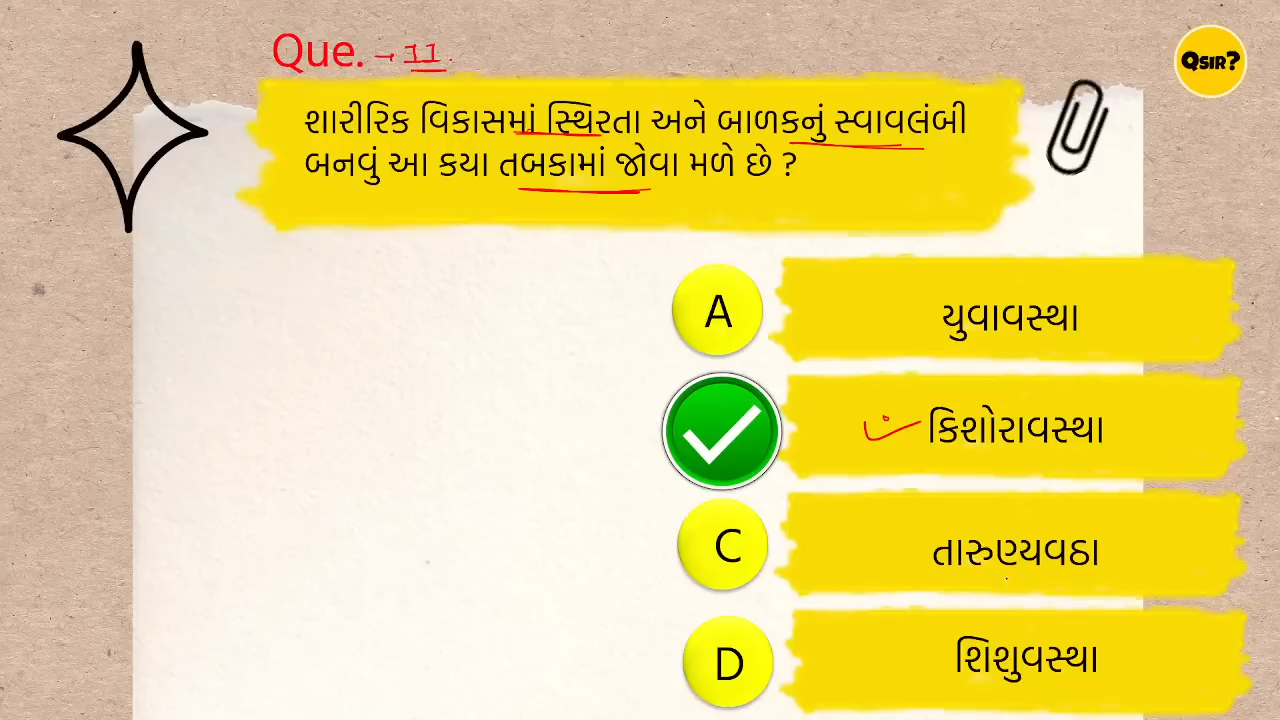 Que. → 11.
QSIR?
શારીરિક વિકાસમાં સ્થિરતા અને બાળકનું સ્વાવલંબી
બનવું આ કયા તબકામાં જોવા મળે છે ?
A
યુવાવસ્થા
કિશોરાવસ્થા
C
તારુણ્યવઠા
D
શિશુવસ્થા